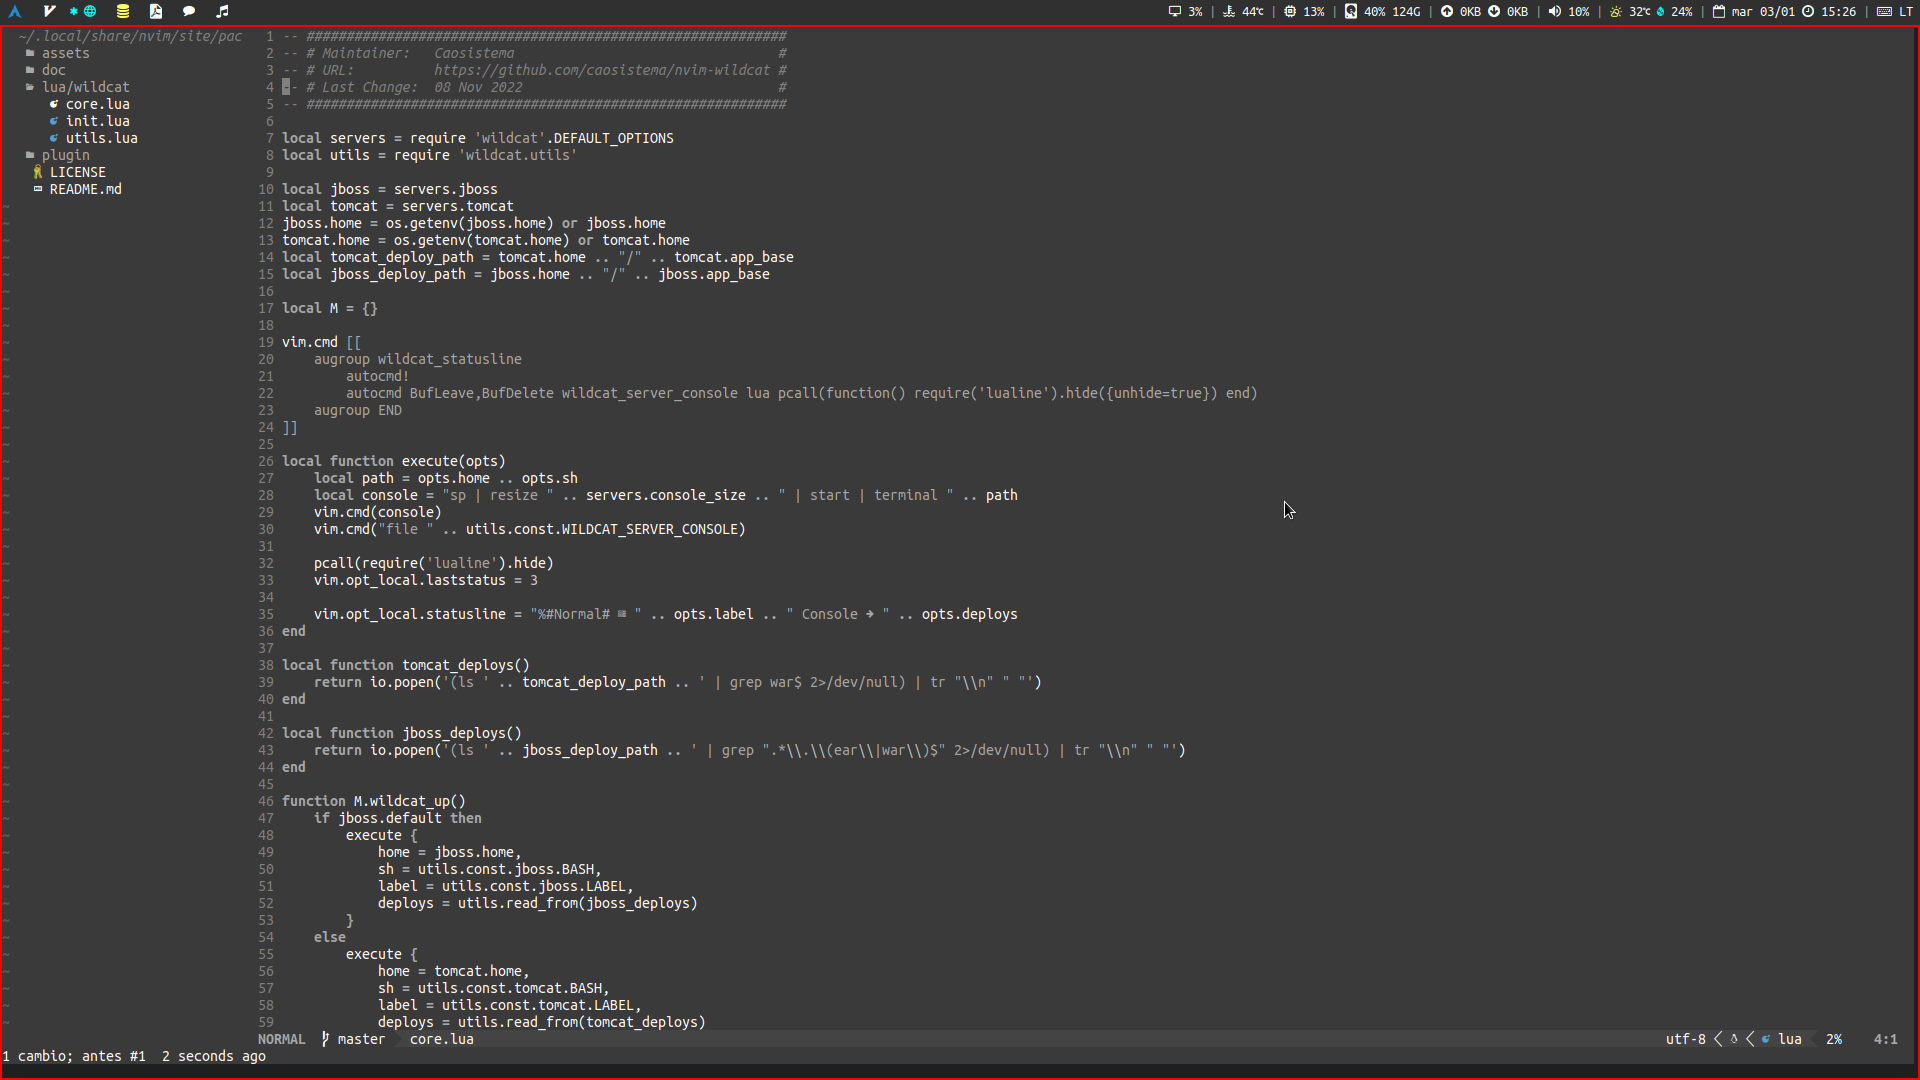 3% | 44℃ | 13% | 40% 124G | 0KB 0KB | 10% | 32℃ 24% | mar 03/01 15:26 | LT
~/.local/share/nvim/site/pac
assets
doc
lua/wildcat
core.lua
init.lua
utils.lua
plugin
LICENSE
README.md
1 -- ############################################################
2 -- # Maintainer:   Caosistema                                 #
3 -- # URL:          https://github.com/caosistema/nvim-wildcat #
4 -- # Last Change:  08 Nov 2022                                #
5 -- ############################################################
6
7 local servers = require 'wildcat'.DEFAULT_OPTIONS
8 local utils = require 'wildcat.utils'
9
10 local jboss = servers.jboss
11 local tomcat = servers.tomcat
12 jboss.home = os.getenv(jboss.home) or jboss.home
13 tomcat.home = os.getenv(tomcat.home) or tomcat.home
14 local tomcat_deploy_path = tomcat.home .. "/" .. tomcat.app_base
15 local jboss_deploy_path = jboss.home .. "/" .. jboss.app_base
16
17 local M = {}
18
19 vim.cmd [[
20     augroup wildcat_statusline
21         autocmd!
22         autocmd BufLeave,BufDelete wildcat_server_console lua pcall(function() require('lualine').hide({unhide=true}) end)
23     augroup END
24 ]]
25
26 local function execute(opts)
27     local path = opts.home .. opts.sh
28     local console = "sp | resize " .. servers.console_size .. " | start | terminal " .. path
29     vim.cmd(console)
30     vim.cmd("file " .. utils.const.WILDCAT_SERVER_CONSOLE)
31
32     pcall(require('lualine').hide)
33     vim.opt_local.laststatus = 3
34
35     vim.opt_local.statusline = "%#Normal#  " .. opts.label .. " Console → " .. opts.deploys
36 end
37
38 local function tomcat_deploys()
39     return io.popen('(ls ' .. tomcat_deploy_path .. ' | grep war$ 2>/dev/null) | tr "\\n" " "')
40 end
41
42 local function jboss_deploys()
43     return io.popen('(ls ' .. jboss_deploy_path .. ' | grep ".*\\.\\(ear\\|war\\)$" 2>/dev/null) | tr "\\n" " "')
44 end
45
46 function M.wildcat_up()
47     if jboss.default then
48         execute {
49             home = jboss.home,
50             sh = utils.const.jboss.BASH,
51             label = utils.const.jboss.LABEL,
52             deploys = utils.read_from(jboss_deploys)
53         }
54     else
55         execute {
56             home = tomcat.home,
57             sh = utils.const.tomcat.BASH,
58             label = utils.const.tomcat.LABEL,
59             deploys = utils.read_from(tomcat_deploys)
NORMAL master core.lua utf-8 lua 2% 4:1
1 cambio; antes #1  2 seconds ago